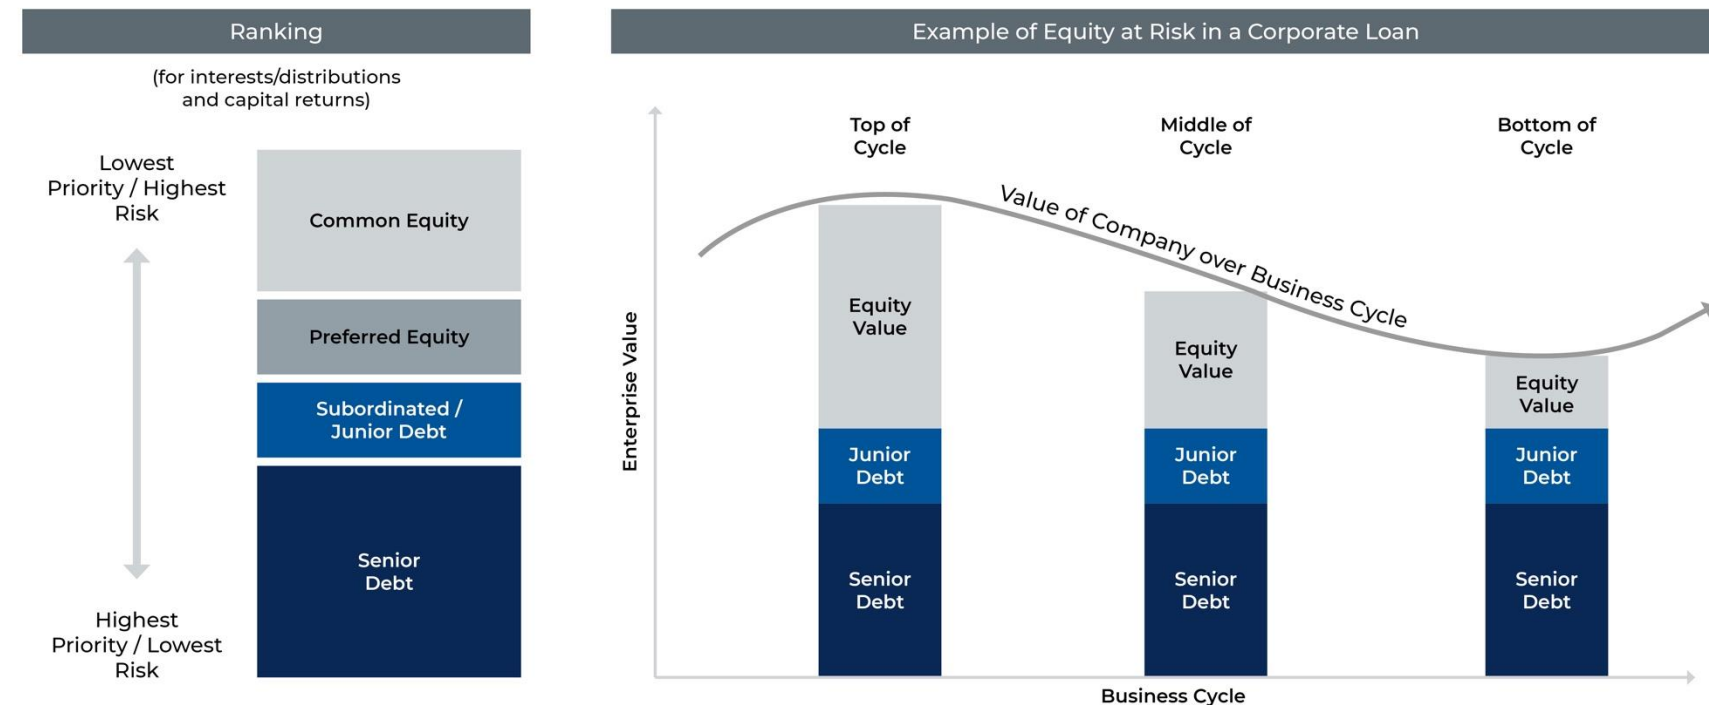 Ranking
(for interests/distributions
and capital returns)
Lowest
Priority / Highest
Risk
Common Equity
Preferred Equity
Subordinated /
Junior Debt
Senior
Debt
Highest
Priority / Lowest
Risk
Example of Equity at Risk in a Corporate Loan
Enterprise Value
Top of
Cycle
Middle of
Cycle
Bottom of
Cycle
Value of Company over Business Cycle
Equity
Value
Junior
Debt
Senior
Debt
Equity
Value
Junior
Debt
Senior
Debt
Equity
Value
Junior
Debt
Senior
Debt
Business Cycle